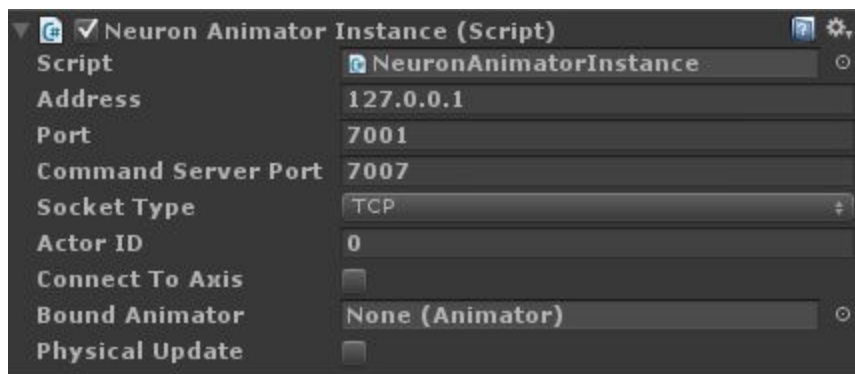 Neuron Animator Instance (Script)
Script NeuronAnimatorInstance
Address 127.0.0.1
Port 7001
Command Server Port 7007
Socket Type TCP
Actor ID 0
Connect To Axis
Bound Animator None (Animator)
Physical Update